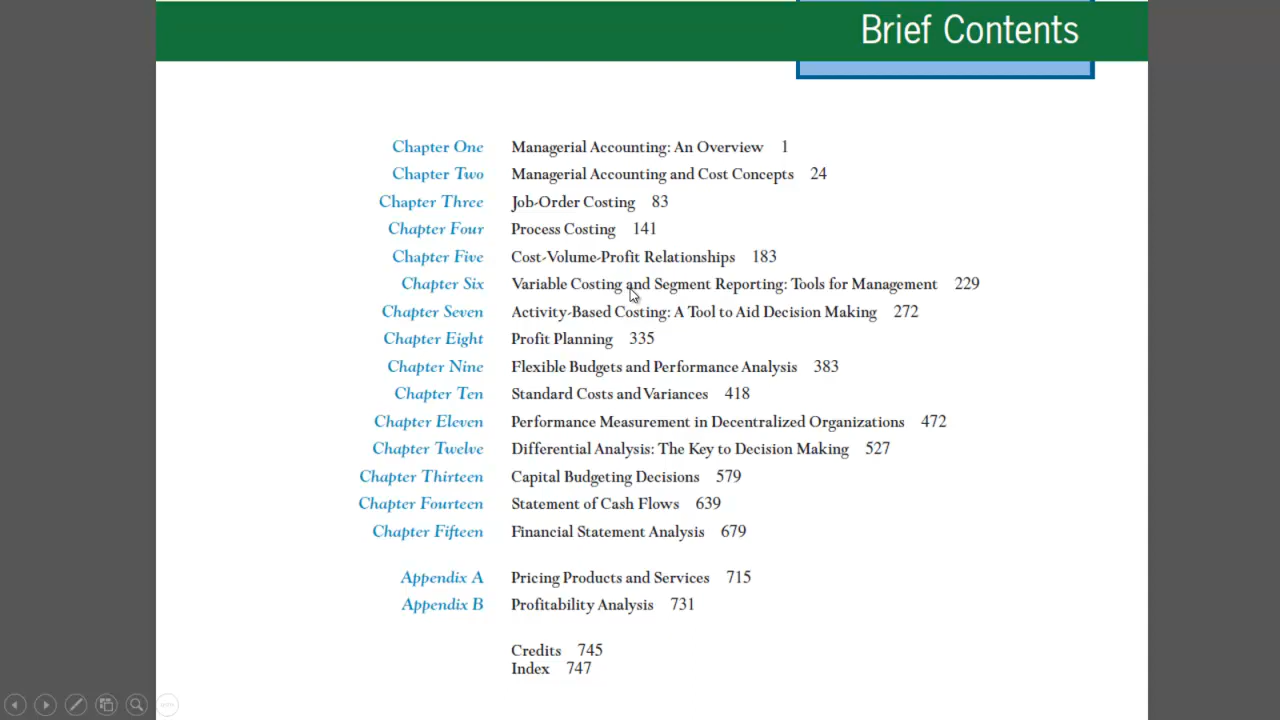 Brief Contents
Chapter One Managerial Accounting: An Overview 1
Chapter Two Managerial Accounting and Cost Concepts 24
Chapter Three Job-Order Costing 83
Chapter Four Process Costing 141
Chapter Five Cost-Volume-Profit Relationships 183
Chapter Six Variable Costing and Segment Reporting: Tools for Management 229
Chapter Seven Activity-Based Costing: A Tool to Aid Decision Making 272
Chapter Eight Profit Planning 335
Chapter Nine Flexible Budgets and Performance Analysis 383
Chapter Ten Standard Costs and Variances 418
Chapter Eleven Performance Measurement in Decentralized Organizations 472
Chapter Twelve Differential Analysis: The Key to Decision Making 527
Chapter Thirteen Capital Budgeting Decisions 579
Chapter Fourteen Statement of Cash Flows 639
Chapter Fifteen Financial Statement Analysis 679
Appendix A Pricing Products and Services 715
Appendix B Profitability Analysis 731
Credits 745
Index 747